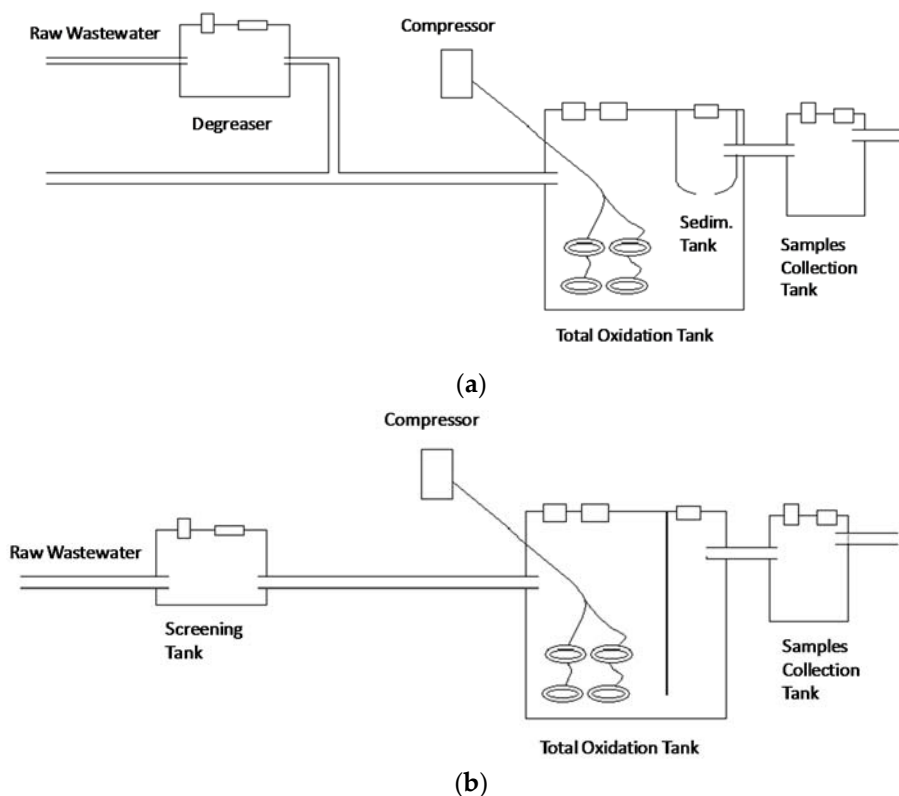 Raw Wastewater
Compressor
Degreaser
Sedim.
Tank
Samples
Collection
Tank
Total Oxidation Tank
(a)
Compressor
Raw Wastewater
Screening
Tank
Samples
Collection
Tank
Total Oxidation Tank
(b)